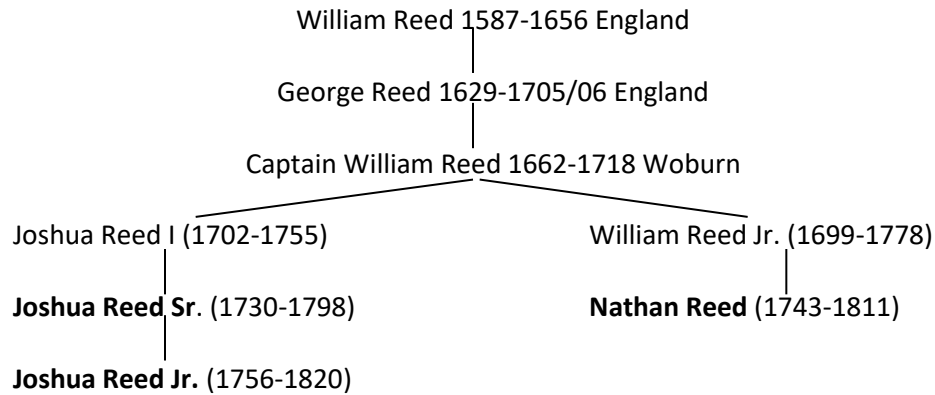 William Reed 1587-1656 England
George Reed 1629-1705/06 England
Captain William Reed 1662-1718 Woburn
Joshua Reed I (1702-1755) William Reed Jr. (1699-1778)
Joshua Reed Sr. (1730-1798) Nathan Reed (1743-1811)
Joshua Reed Jr. (1756-1820)